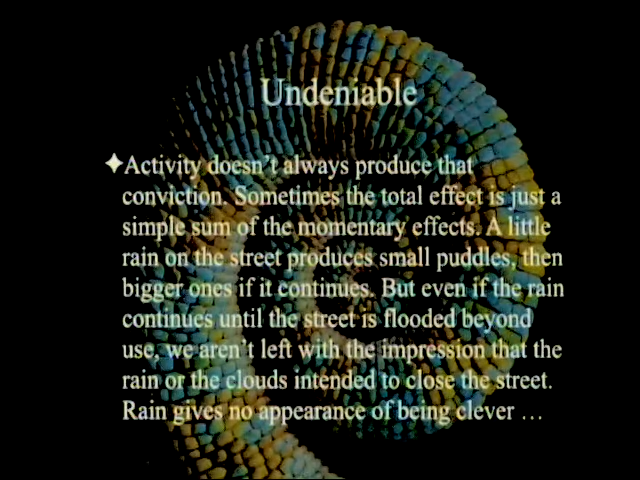 Undeniable
✦Activity doesn't always produce that
conviction. Sometimes the total effect is just a
simple sum of the momentary effects. A little
rain on the street produces small puddles, then
bigger ones if it continues. But even if the rain
continues until the street is flooded beyond
use, we aren't left with the impression that the
rain or the clouds intended to close the street.
Rain gives no appearance of being clever …